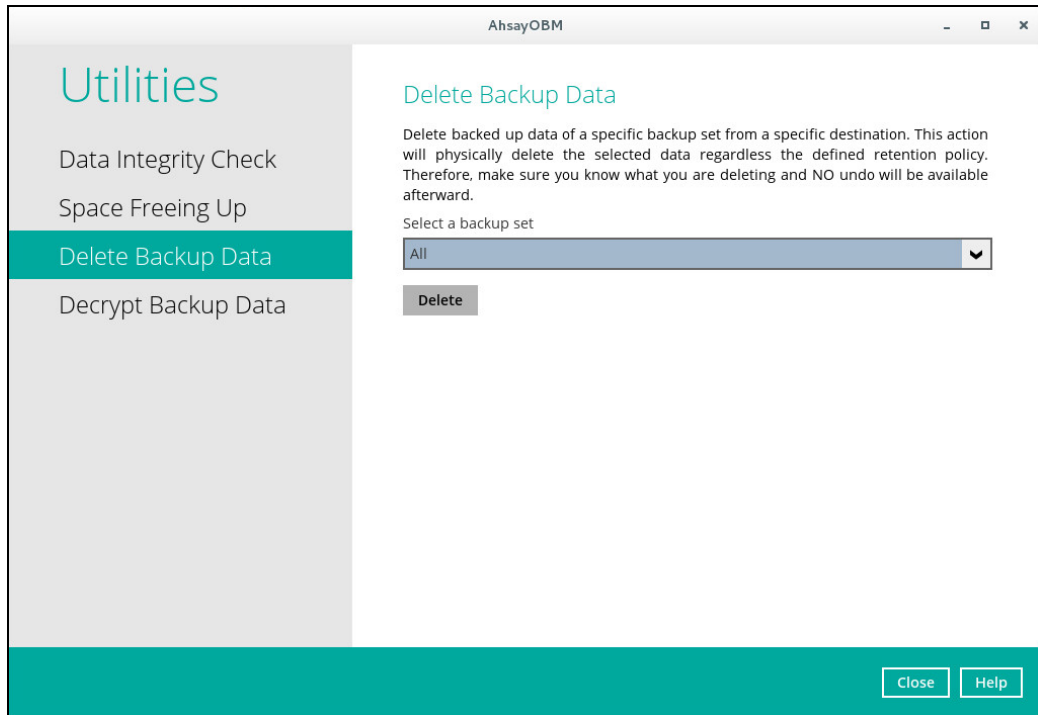 AhsayOBM
Utilities
Data Integrity Check
Space Freeing Up
Delete Backup Data
Decrypt Backup Data
Delete Backup Data
Delete backed up data of a specific backup set from a specific destination. This action
will physically delete the selected data regardless the defined retention policy.
Therefore, make sure you know what you are deleting and NO undo will be available
afterward.
Select a backup set
All
Delete
Close
Help